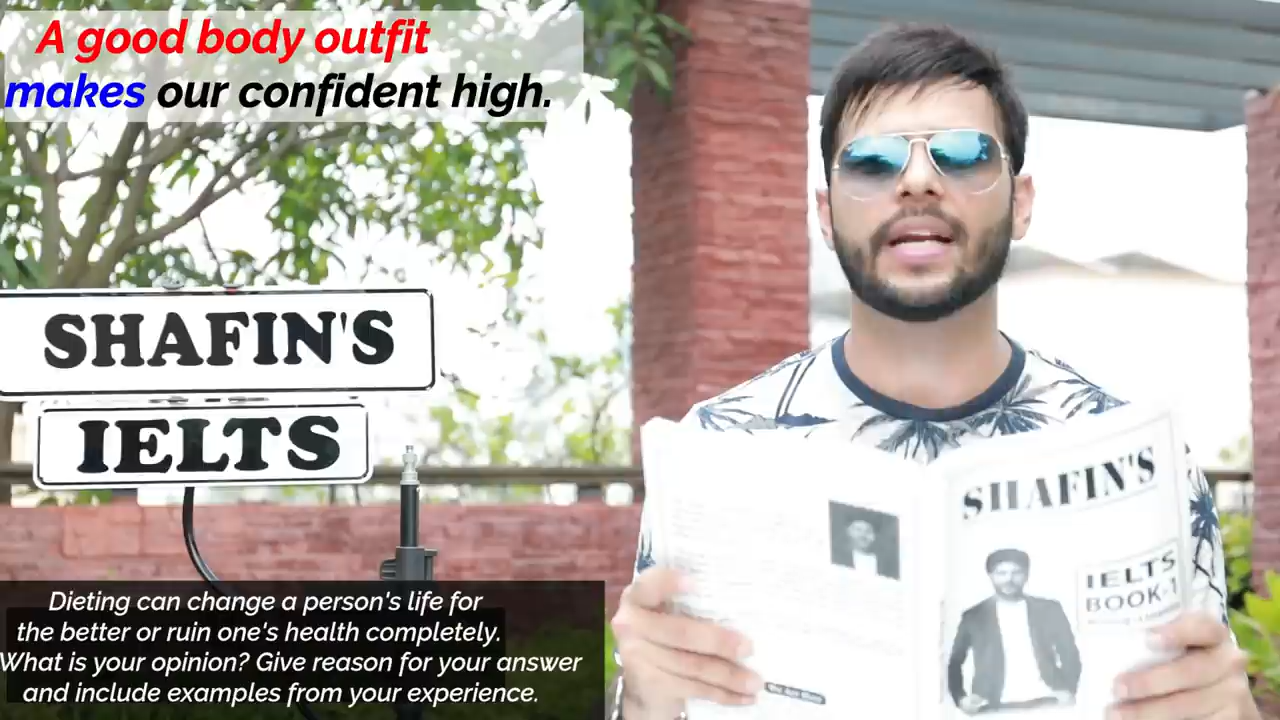 A good body outfit
makes our confident high.
SHAFIN'S
IELTS
SHAFIN'S
IELTS
BOOK-1
Dieting can change a person's life for
the better or ruin one's health completely.
What is your opinion? Give reason for your answer
and include examples from your experience.